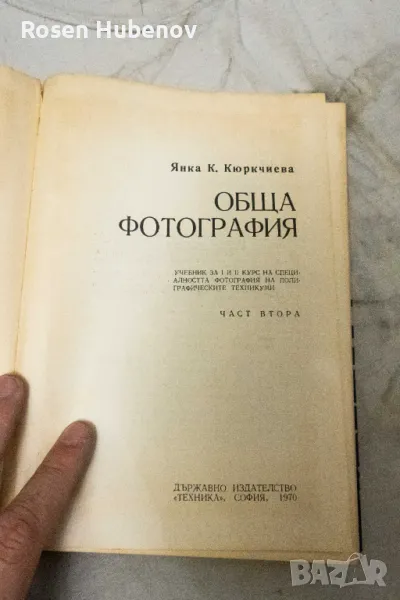 Rosen Hubenov
Янка К. Кюркчиева
ОБЩА
ФОТОГРАФИЯ
УЧЕБНИК ЗА I И II КУРС НА СПЕЦИ-
АЛНОСТТА ФОТОГРАФИЯ НА ПОЛИ-
ГРАФИЧЕСКИТЕ ТЕХНИКУМИ
ЧАСТ ВТОРА
ДЪРЖАВНО ИЗДАТЕЛСТВО
«ТЕХНИКА», СОФИЯ, 1970
BAZAR